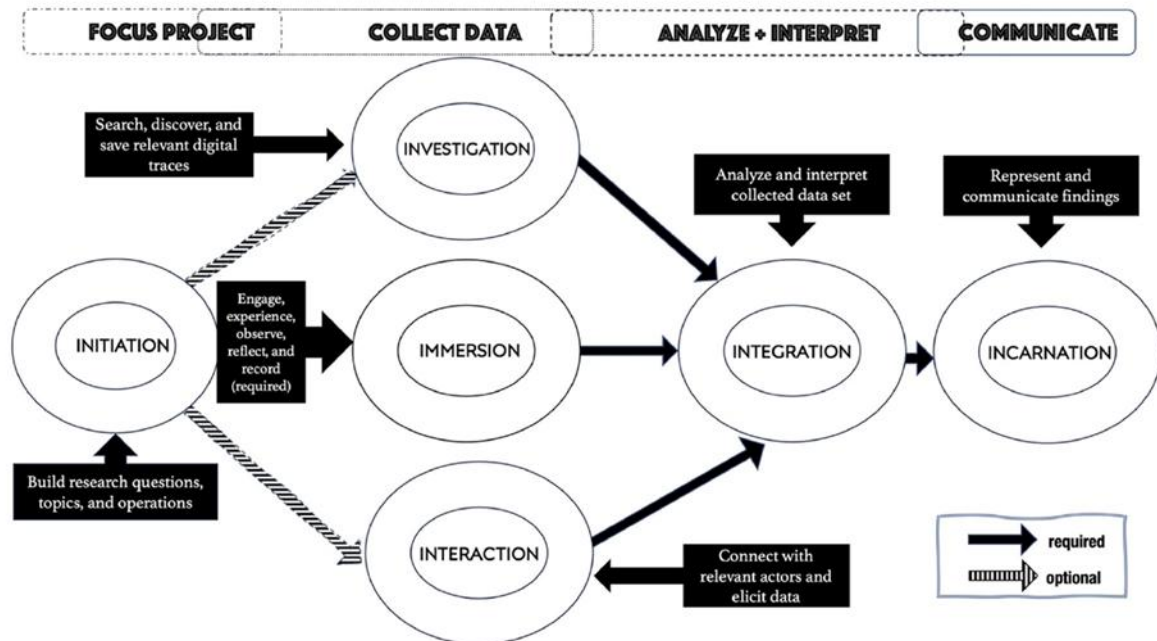 FOCUS PROJECT
COLLECT DATA
ANALYZE + INTERPRET
COMMUNICATE
Search, discover, and
save relevant digital
traces
INVESTIGATION
Analyze and interpret
collected data set
Represent and
communicate findings
INITIATION
Engage,
experience,
observe,
reflect, and
record
(required)
IMMERSION
INTEGRATION
INCARNATION
Build research questions,
topics, and operations
INTERACTION
Connect with
relevant actors and
elicit data
required
optional